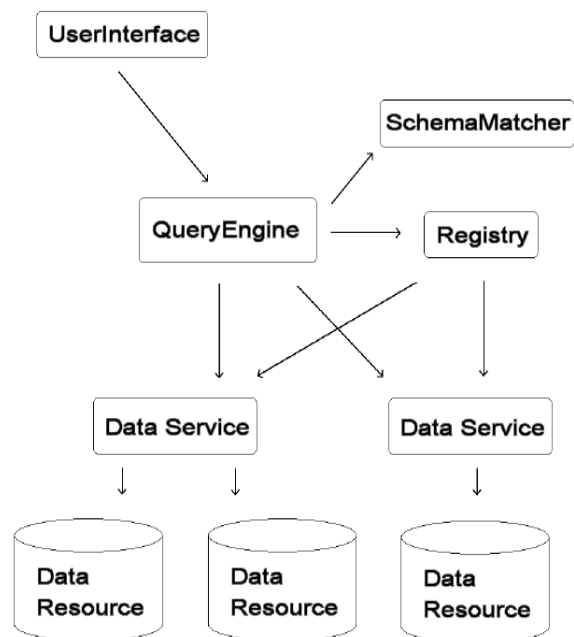 UserInterface
SchemaMatcher
QueryEngine
Registry
Data Service
Data Service
Data
Resource
Data
Resource
Data
Resource